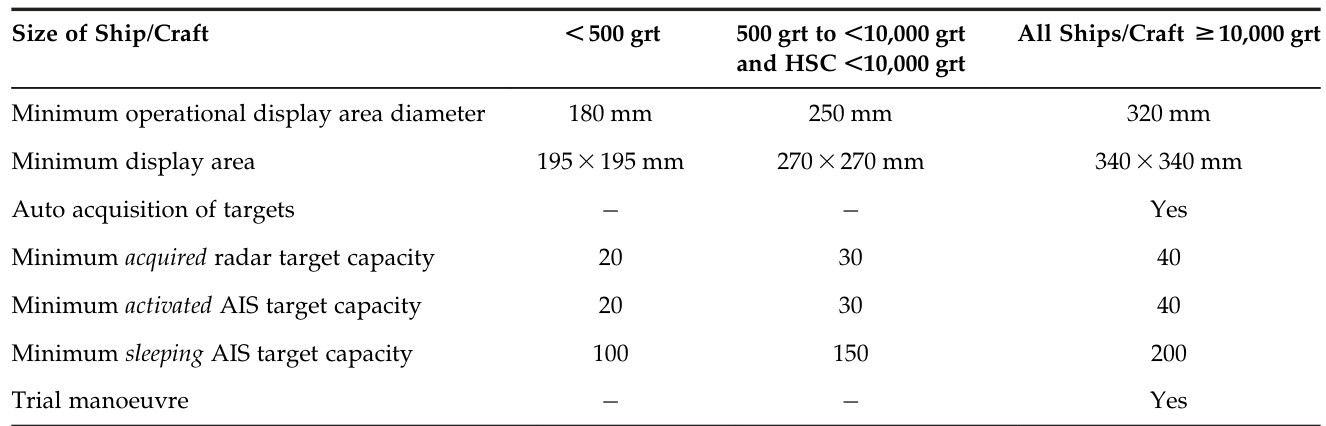 Size of Ship/Craft <500 grt 500 grt to <10,000 grt All Ships/Craft ≥10,000 grt
and HSC <10,000 grt
Minimum operational display area diameter 180 mm 250 mm 320 mm
Minimum display area 195×195 mm 270×270 mm 340×340 mm
Auto acquisition of targets − − Yes
Minimum acquired radar target capacity 20 30 40
Minimum activated AIS target capacity 20 30 40
Minimum sleeping AIS target capacity 100 150 200
Trial manoeuvre − − Yes